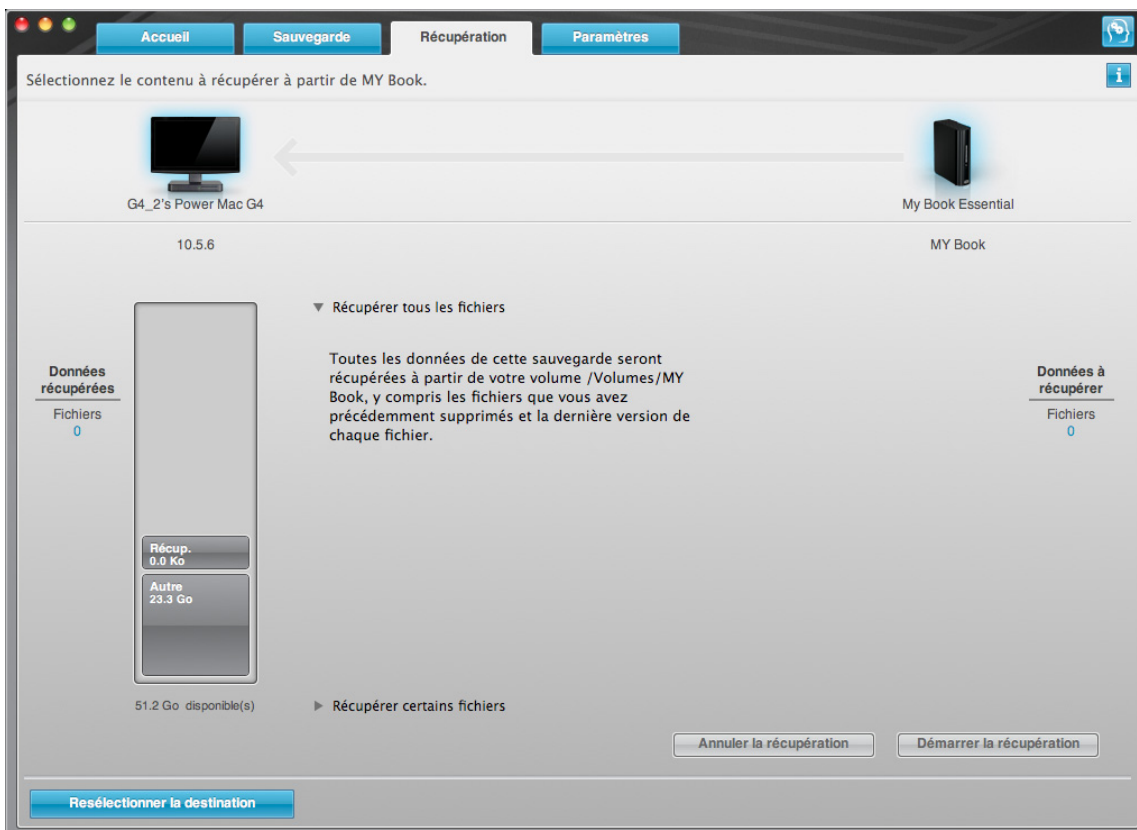 Accueil
Sauvegarde
Récupération
Paramètres
Sélectionnez le contenu à récupérer à partir de MY Book.
i
G4_2's Power Mac G4
My Book Essential
10.5.6
MY Book
Données
récupérées
Fichiers
0
Récup.
0.0 Ko
Autre
23.3 Go
51.2 Go disponible(s)
▼ Récupérer tous les fichiers
Toutes les données de cette sauvegarde seront
récupérées à partir de votre volume /Volumes/MY
Book, y compris les fichiers que vous avez
précédemment supprimés et la dernière version de
chaque fichier.
▶ Récupérer certains fichiers
Données à
récupérer
Fichiers
0
Annuler la récupération
Démarrer la récupération
Resélectionner la destination